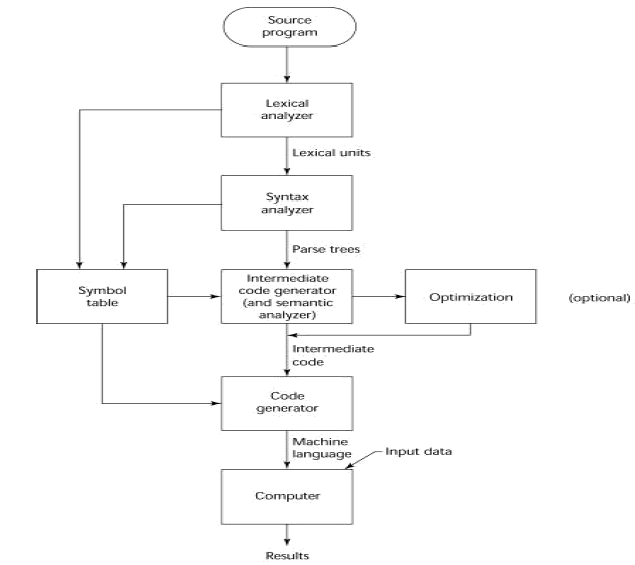 Source
program
Lexical
analyzer
Lexical units
Syntax
analyzer
Parse trees
Symbol
table
Intermediate
code generator
(and semantic
analyzer)
Optimization
(optional)
Intermediate
code
Code
generator
Machine
language
Input data
Computer
Results